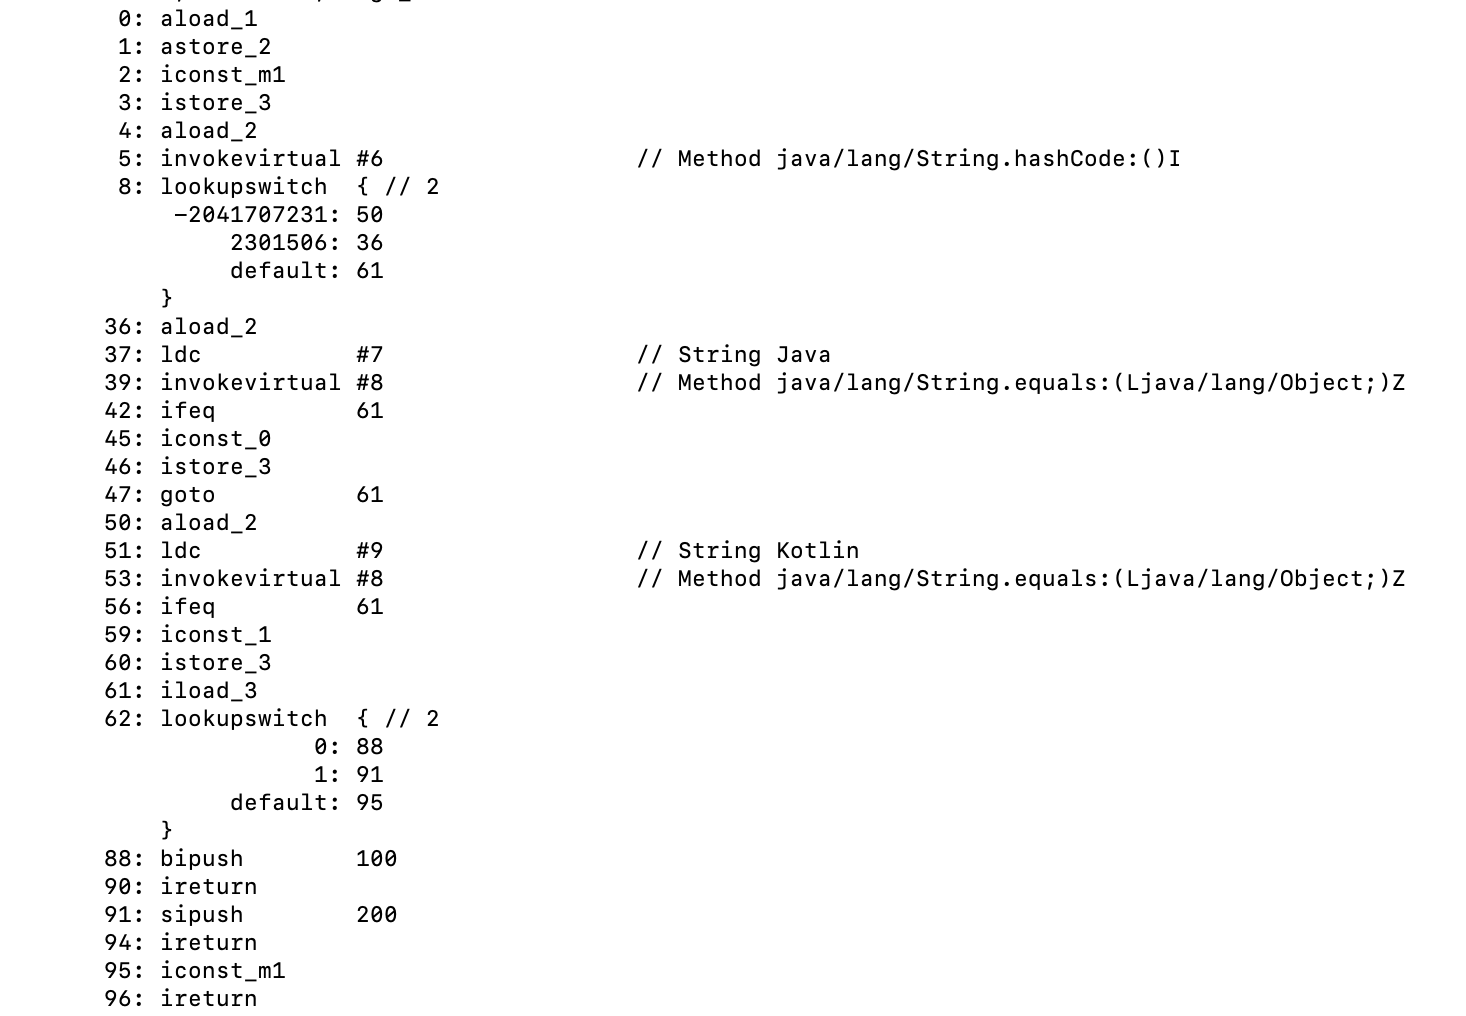 0: aload_1
1: astore_2
2: iconst_m1
3: istore_3
4: aload_2
5: invokevirtual #6                  // Method java/lang/String.hashCode:()I
8: lookupswitch  { // 2
-2041707231: 50
2301506: 36
default: 61
}
36: aload_2
37: ldc           #7                  // String Java
39: invokevirtual #8                  // Method java/lang/String.equals:(Ljava/lang/Object;)Z
42: ifeq          61
45: iconst_0
46: istore_3
47: goto          61
50: aload_2
51: ldc           #9                  // String Kotlin
53: invokevirtual #8                  // Method java/lang/String.equals:(Ljava/lang/Object;)Z
56: ifeq          61
59: iconst_1
60: istore_3
61: iload_3
62: lookupswitch  { // 2
0: 88
1: 91
default: 95
}
88: bipush        100
90: ireturn
91: sipush        200
94: ireturn
95: iconst_m1
96: ireturn